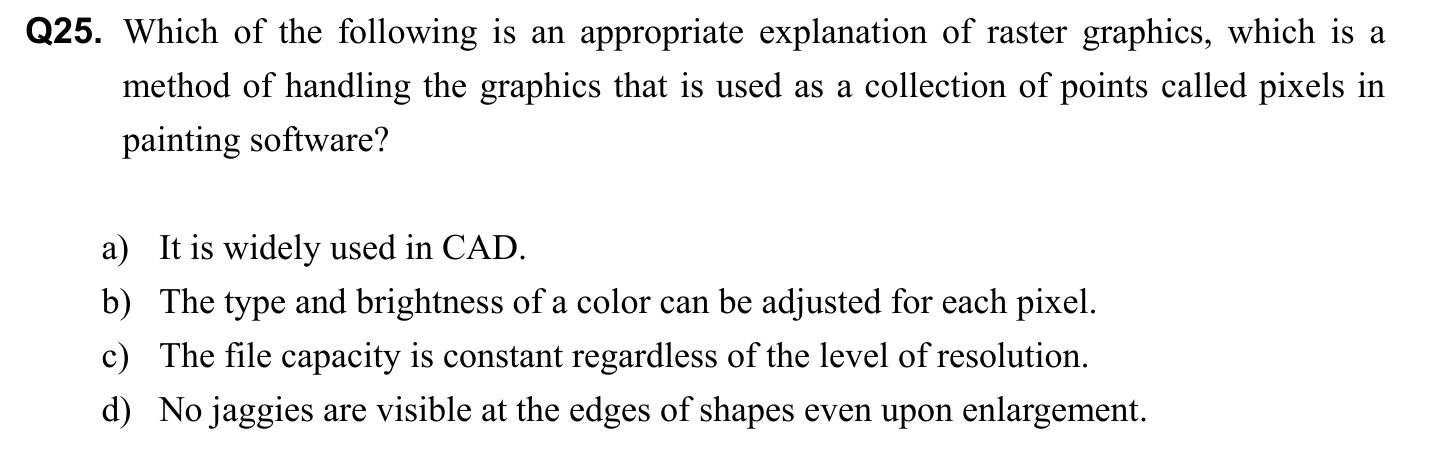 Q25. Which of the following is an appropriate explanation of raster graphics, which is a
method of handling the graphics that is used as a collection of points called pixels in
painting software?
a) It is widely used in CAD.
b) The type and brightness of a color can be adjusted for each pixel.
c) The file capacity is constant regardless of the level of resolution.
d) No jaggies are visible at the edges of shapes even upon enlargement.